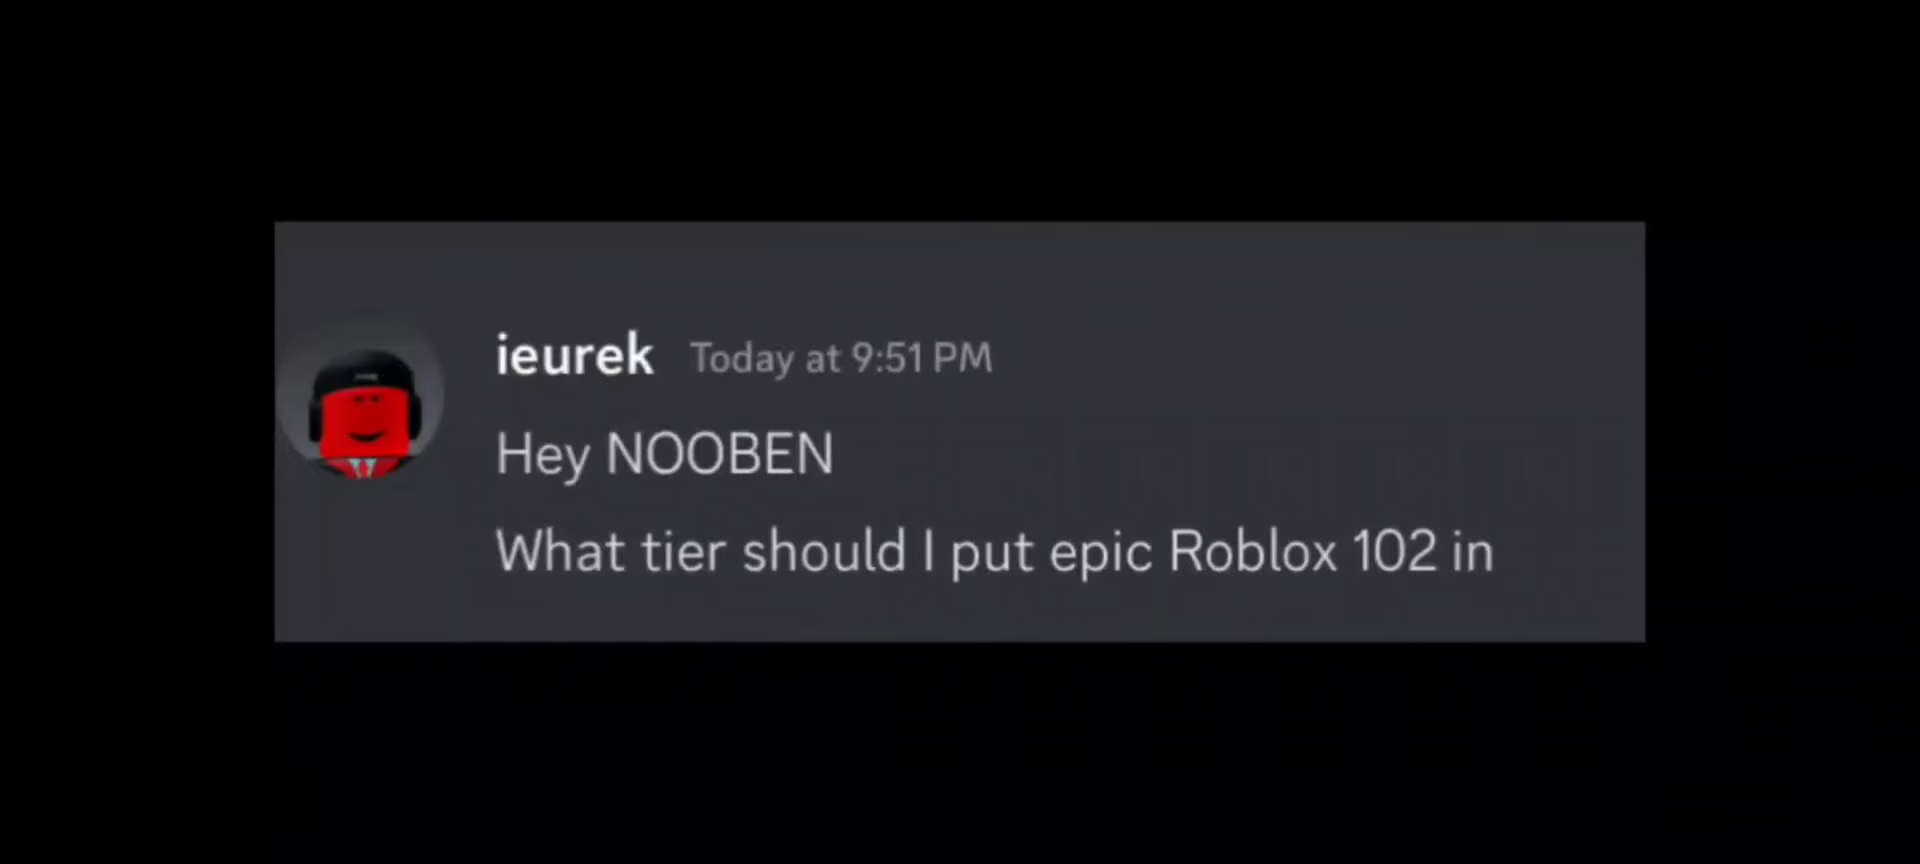 ieurek Today at 9:51 PM
Hey NOOBEN
What tier should I put epic Roblox 102 in